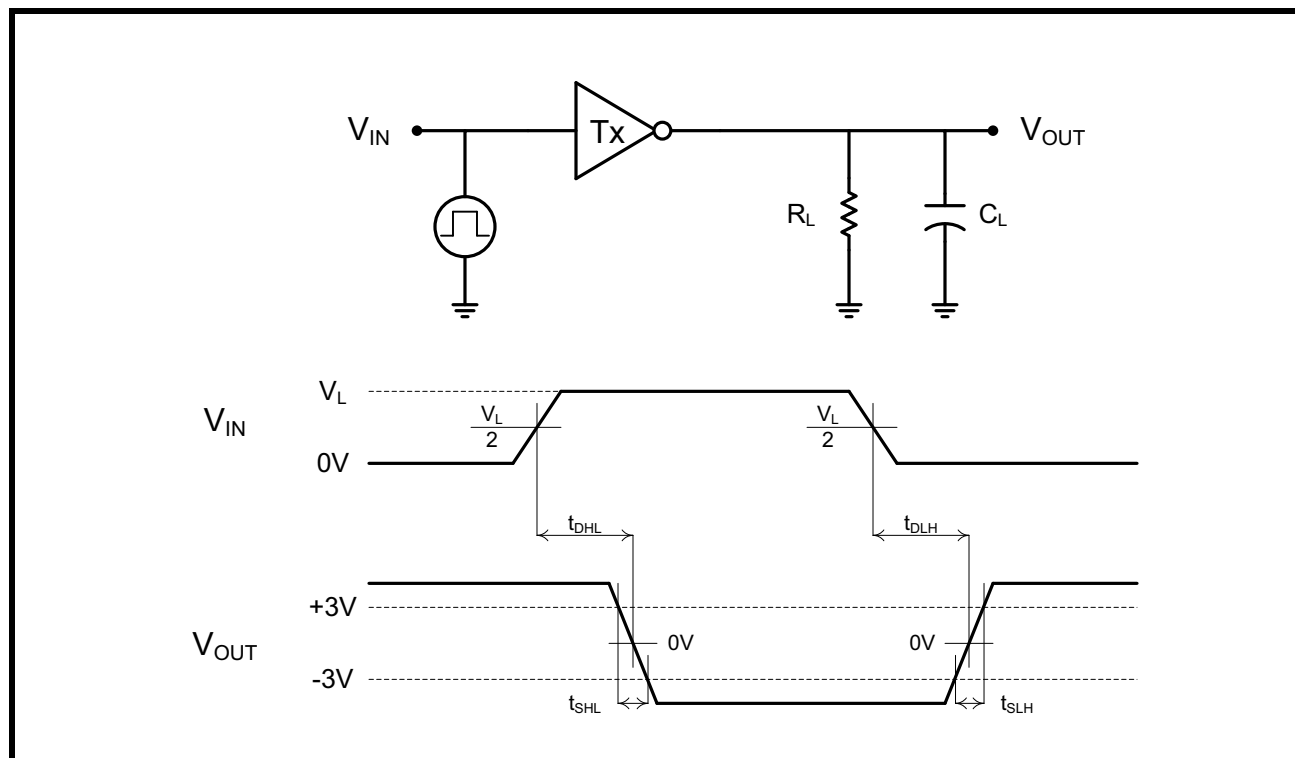 V_IN Tx V_OUT
R_L C_L
V_L
V_IN V_L/2 V_L/2
0V
t_DHL t_DLH
+3V
V_OUT 0V 0V
-3V
t_SHL t_SLH